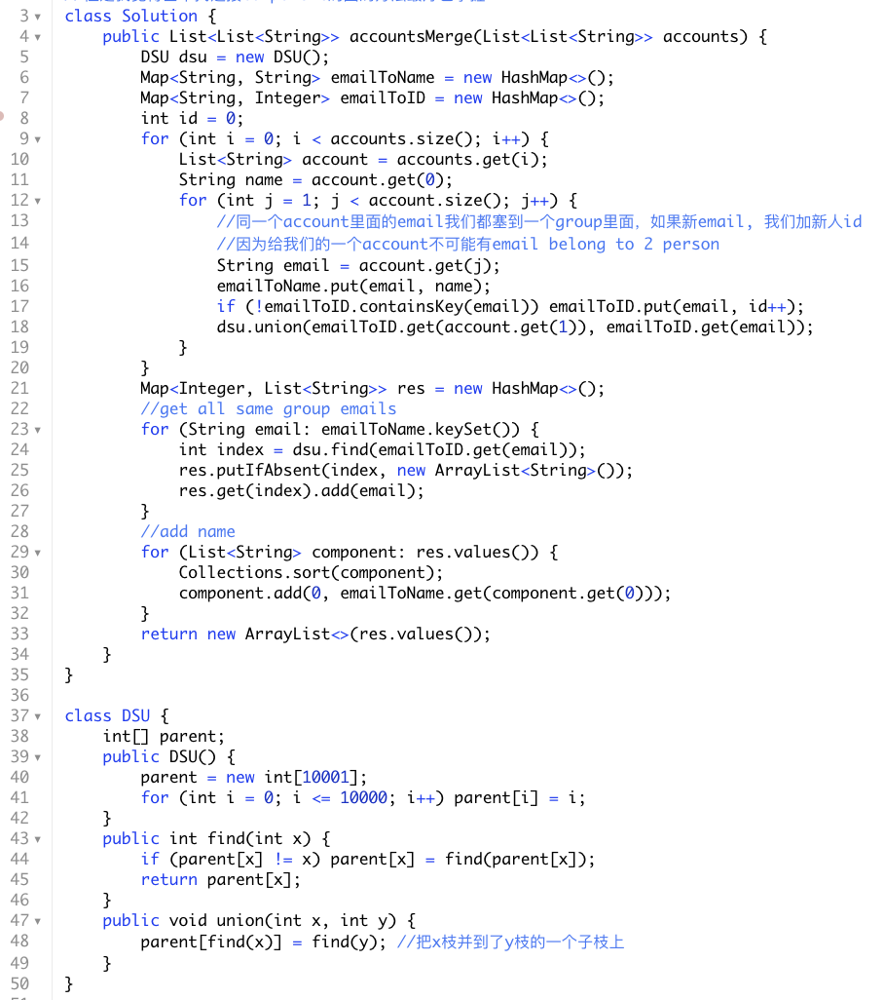 3 class Solution {
4 public List<List<String>> accountsMerge(List<List<String>> accounts) {
5 DSU dsu = new DSU();
6 Map<String, String> emailToName = new HashMap<>();
7 Map<String, Integer> emailToID = new HashMap<>();
8 int id = 0;
9 for (int i = 0; i < accounts.size(); i++) {
10 List<String> account = accounts.get(i);
11 String name = account.get(0);
12 for (int j = 1; j < account.size(); j++) {
13 //同一个account里面的email我们都塞到一个group里面，如果新email, 我们加新人id
14 //因为给我们的一个account不可能有email belong to 2 person
15 String email = account.get(j);
16 emailToName.put(email, name);
17 if (!emailToID.containsKey(email)) emailToID.put(email, id++);
18 dsu.union(emailToID.get(account.get(1)), emailToID.get(email));
19 }
20 }
21 Map<Integer, List<String>> res = new HashMap<>();
22 //get all same group emails
23 for (String email: emailToName.keySet()) {
24 int index = dsu.find(emailToID.get(email));
25 res.putIfAbsent(index, new ArrayList<String>());
26 res.get(index).add(email);
27 }
28 //add name
29 for (List<String> component: res.values()) {
30 Collections.sort(component);
31 component.add(0, emailToName.get(component.get(0)));
32 }
33 return new ArrayList<>(res.values());
34 }
35 }
36
37 class DSU {
38 int[] parent;
39 public DSU() {
40 parent = new int[10001];
41 for (int i = 0; i <= 10000; i++) parent[i] = i;
42 }
43 public int find(int x) {
44 if (parent[x] != x) parent[x] = find(parent[x]);
45 return parent[x];
46 }
47 public void union(int x, int y) {
48 parent[find(x)] = find(y); //把x枝并到了y枝的一个子枝上
49 }
50 }